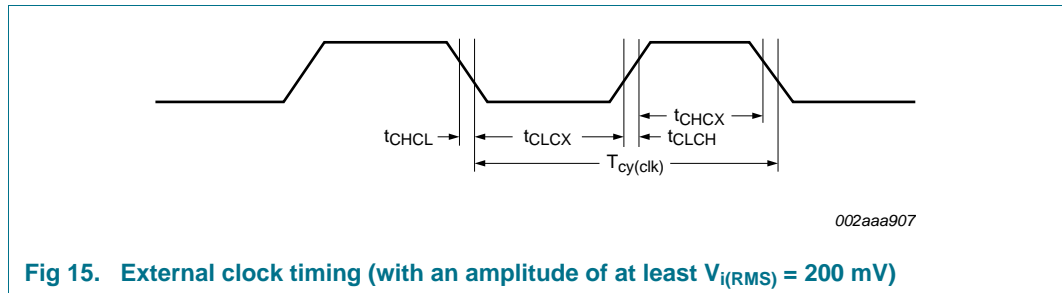 tCHCX
tCHCL tCLCX tCLCH
Tcy(clk)
002aaa907
Fig 15. External clock timing (with an amplitude of at least Vi(RMS) = 200 mV)